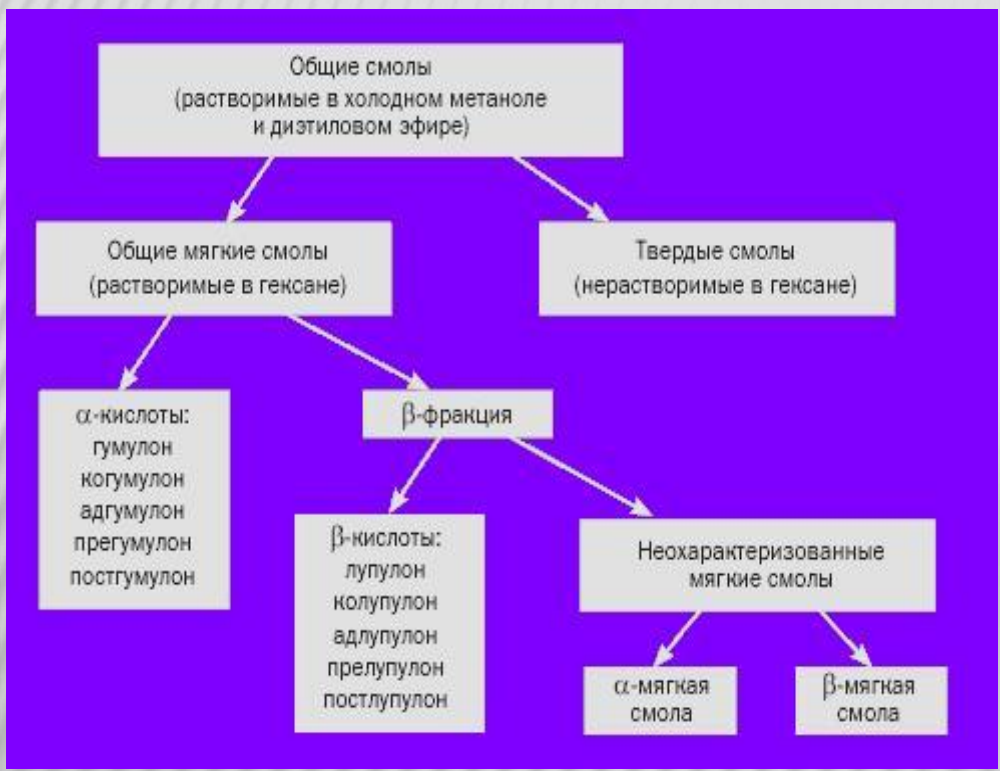 Общие смолы
(растворимые в холодном метаноле
и диэтиловом эфире)
Общие мягкие смолы
(растворимые в гексане)
Твердые смолы
(нерастворимые в гексане)
α-кислоты:
гумулон
когумулон
адгумулон
прегумулон
постгумулон
β-фракция
β-кислоты:
лупулон
колупулон
адлупулон
прелупулон
постлупулон
Неохарактеризованные
мягкие смолы
α-мягкая
смола
β-мягкая
смола